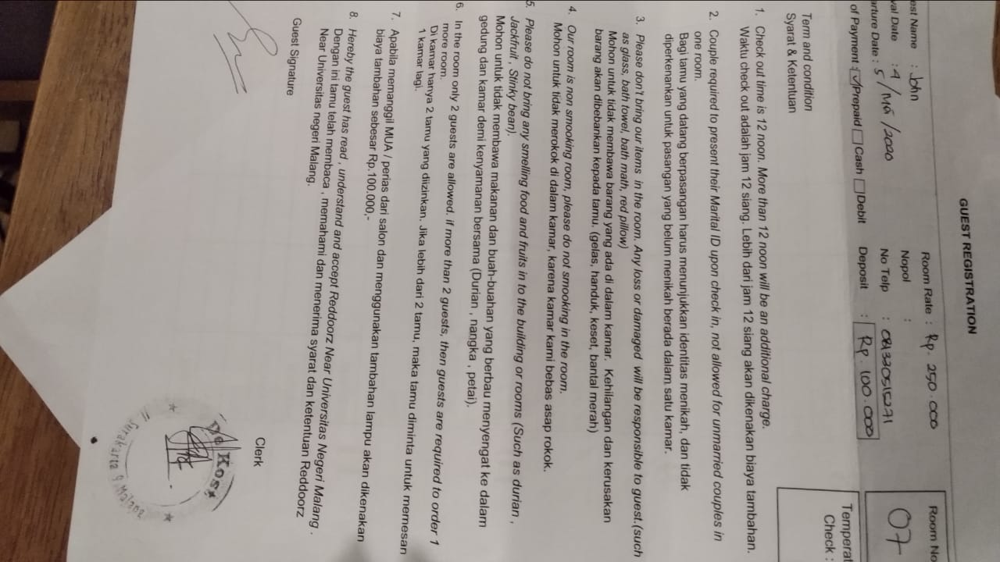 GUEST REGISTRATION
est Name : John
Room Rate : Rp. 250.000
Room No
07
val Date : 4/Mei/2020
Nopol :
arture Date : 5
No Telp : 081330515271
of Payment : Prepaid Cash Debit
Deposit : Rp. 100.000
Temperat
Check :
Term and condition
Syarat & Ketentuan
1. Check out time is 12 noon. More than 12 noon will be an additional charge.
Waktu check out adalah jam 12 siang. Lebih dari jam 12 siang akan dikenakan biaya tambahan.
2. Couple required to present their Marital ID upon check in, not allowed for unmarried couples in
one room.
Bagi tamu yang datang berpasangan harus menunjukkan identitas menikah, dan tidak
diperkenankan untuk pasangan yang belum menikah berada dalam satu kamar.
3. Please don't bring our items in the room. Any loss or damaged will be responsible to guest.(such
as glass, bath towel, bath math, red pillow)
Mohon untuk tidak membawa barang yang ada di dalam kamar. Kehilangan dan kerusakan
barang akan dibebankan kepada tamu. (gelas, handuk, keset, bantal merah)
4. Our room is non smoking room, please do not smoking in the room.
Mohon untuk tidak merokok di dalam kamar, karena kamar kami bebas asap rokok.
5. Please do not bring any smelling food and fruits in to the building or rooms (Such as durian ,
Jackfruit , Stinky bean).
Mohon untuk tidak membawa makanan dan buah-buahan yang berbau menyengat ke dalam
gedung dan kamar demi kenyamanan bersama (Durian , nangka , petai).
6. In the room only 2 guests are allowed. if more than 2 guests, then guests are required to order 1
more room.
Di kamar hanya 2 tamu yang diizinkan. Jika lebih dari 2 tamu, maka tamu diminta untuk memesan
1 kamar lagi.
7. Apabila memanggil MUA / perias dari salon dan menggunakan tambahan lampu akan dikenakan
biaya tambahan sebesar Rp.100.000,-
8. Hereby the guest has read , understand and accept Reddoorz Near Universitas Negeri Malang .
Dengan ini tamu telah membaca , memahami dan menerima syarat dan ketentuan Reddoorz
Near Universitas negeri Malang.
Guest Signature
Clerk
De Kost
Surakarta 9 Malang